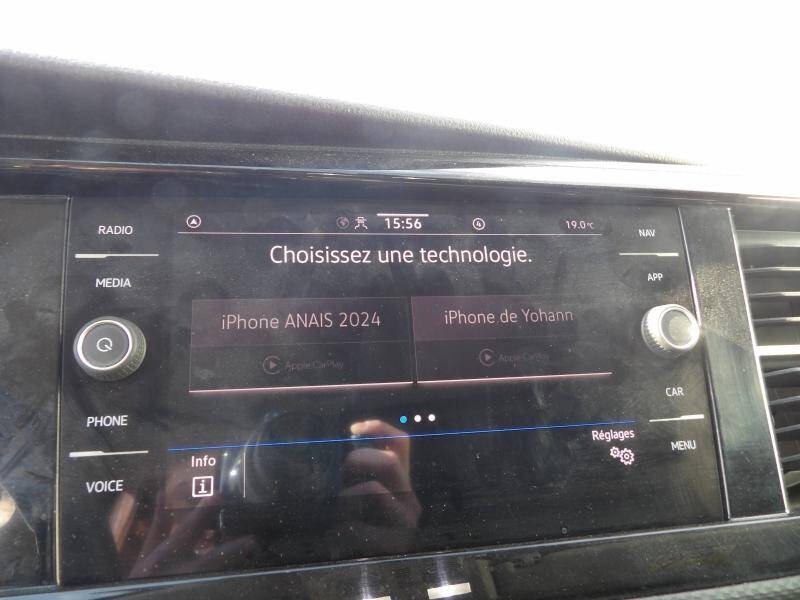 RADIO
MEDIA
PHONE
VOICE
15:56
4
19.0°C
Choisissez une technologie.
iPhone ANAIS 2024
Apple CarPlay
iPhone de Yohann
Apple CarPlay
Info
i
Réglages
NAV
APP
CAR
MENU